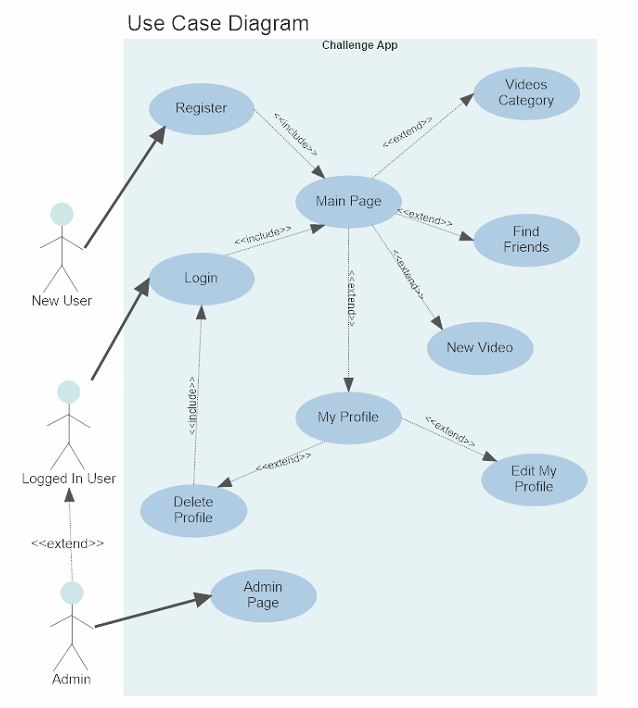 Use Case Diagram
Challenge App
Videos
Category
Register
<<include>>
<<extend>>
Main Page
<<extend>>
Find
Friends
New User
<<include>>
Login
<<extend>>
<<extend>>
New Video
<<include>>
My Profile
<<extend>>
<<extend>>
Logged In User
Edit My
Profile
Delete
Profile
<<extend>>
Admin
Page
Admin